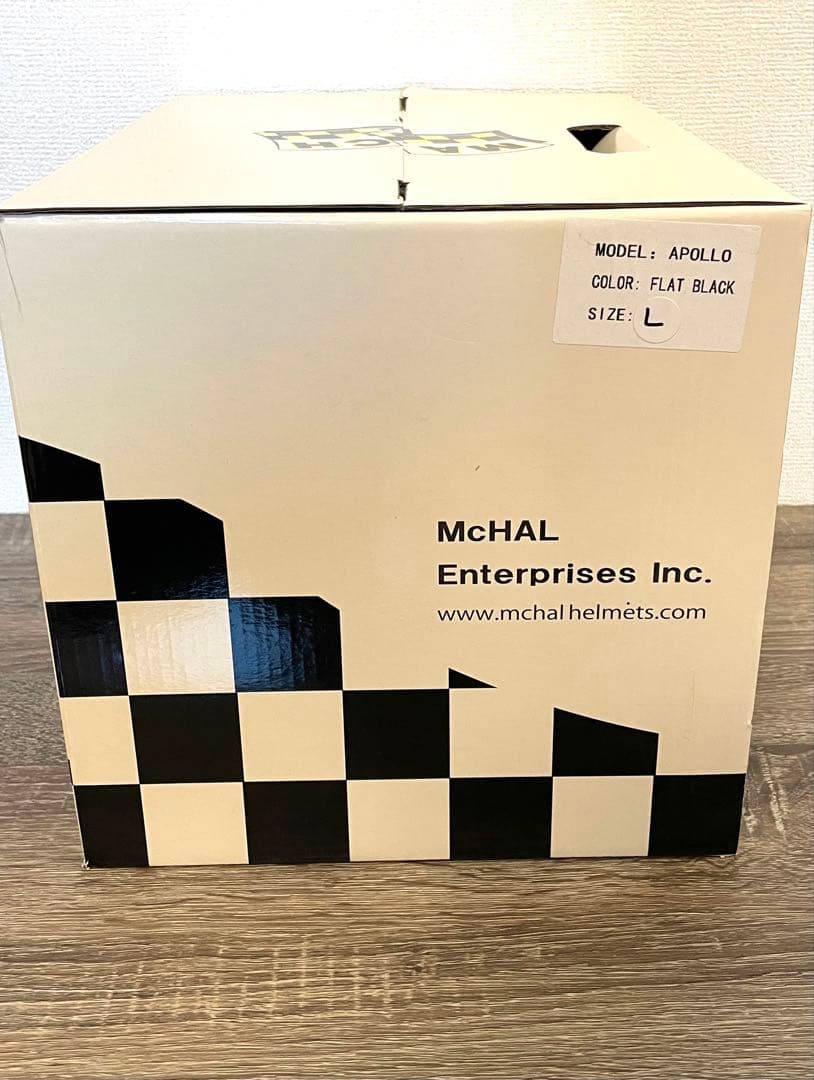 MODEL: APOLLO
COLOR: FLAT BLACK
SIZE: L
McHAL
Enterprises Inc.
www.mchalhelmets.com